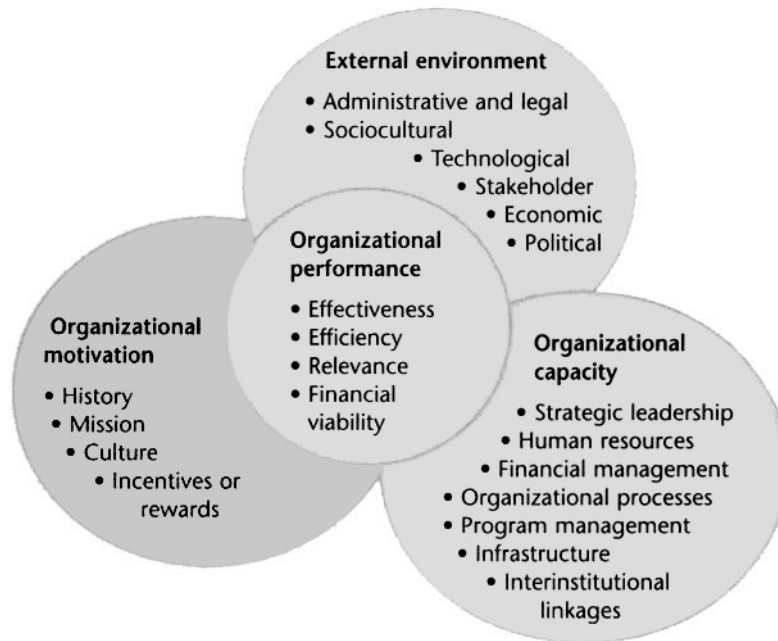 External environment
• Administrative and legal
• Sociocultural
• Technological
• Stakeholder
• Economic
• Political
Organizational
performance
• Effectiveness
• Efficiency
• Relevance
• Financial
viability
Organizational
motivation
• History
• Mission
• Culture
• Incentives or
rewards
Organizational
capacity
• Strategic leadership
• Human resources
• Financial management
• Organizational processes
• Program management
• Infrastructure
• Interinstitutional
linkages